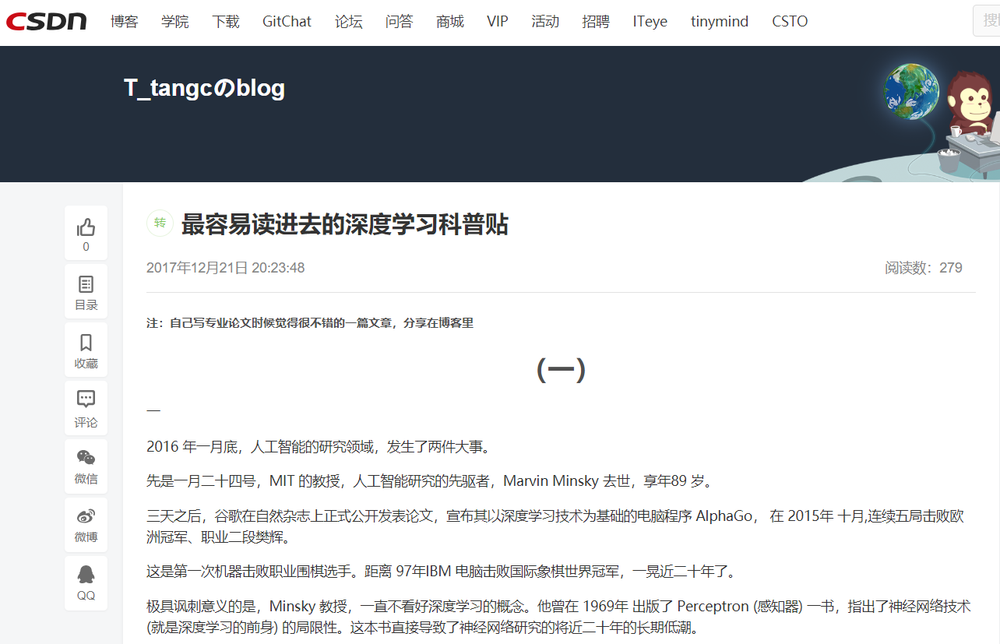 CSDN 博客 学院 下载 GitChat 论坛 问答 商城 VIP 活动 招聘 ITeye tinymind CSTO
T_tangcのblog
转 最容易读进去的深度学习科普贴
2017年12月21日 20:23:48 阅读数：279
注：自己写专业论文时候觉得很不错的一篇文章，分享在博客里
(一)
一
2016 年一月底，人工智能的研究领域，发生了两件大事。
先是一月二十四号，MIT 的教授，人工智能研究的先驱者，Marvin Minsky 去世，享年89 岁。
三天之后，谷歌在自然杂志上正式公开发表论文，宣布其以深度学习技术为基础的电脑程序 AlphaGo， 在 2015年 十月,连续五局击败欧
洲冠军、职业二段樊辉。
这是第一次机器击败职业围棋选手。距离 97年IBM 电脑击败国际象棋世界冠军，一晃近二十年了。
极具讽刺意义的是，Minsky 教授，一直不看好深度学习的概念。他曾在 1969年 出版了 Perceptron (感知器) 一书，指出了神经网络技术
(就是深度学习的前身) 的局限性。这本书直接导致了神经网络研究的将近二十年的长期低潮。
0
目录
收藏
评论
微信
微博
QQ